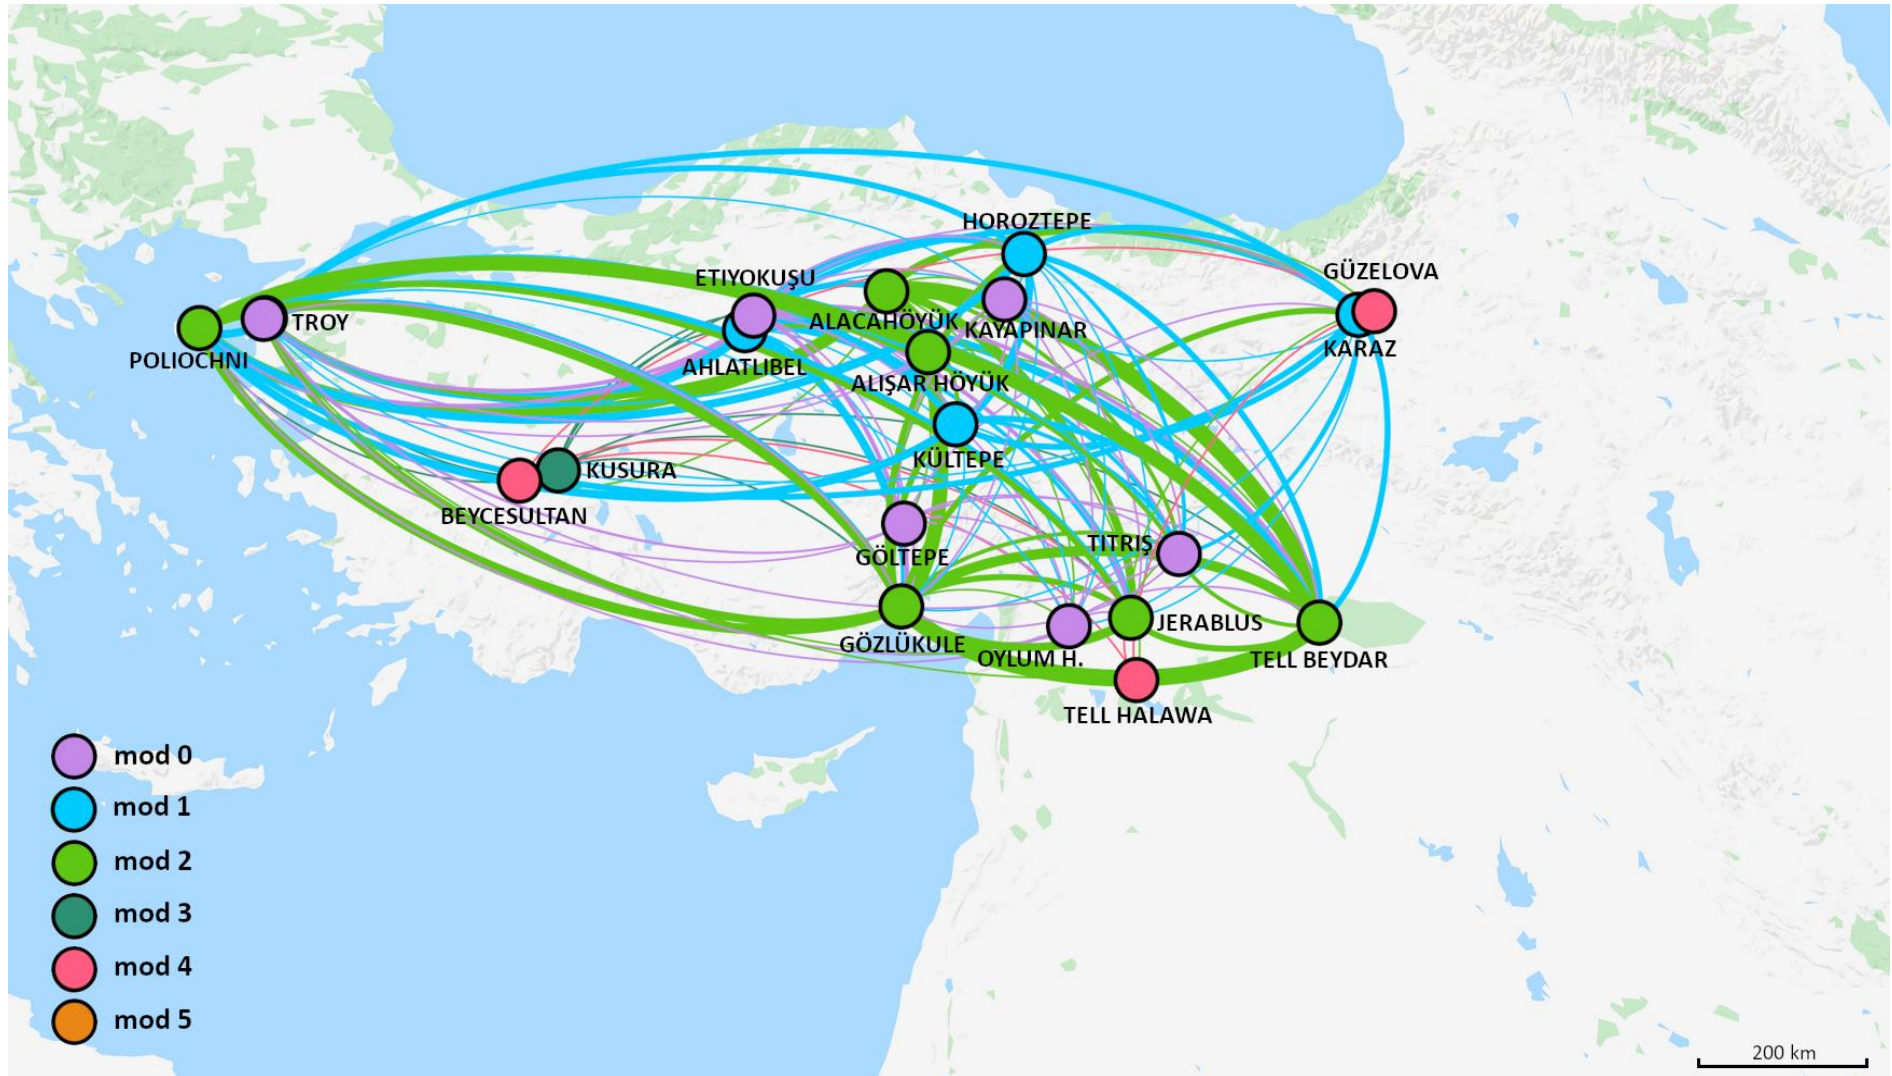 HOROZTEPE
GÜZELOVA
ETIYOKUŞU
TROY
ALACAHÖYÜK
KAYAPINAR
KARAZ
POLIOCHNI
AHLATLIBEL
ALIŞAR HÖYÜK
KÜLTEPE
KUSURA
BEYCESULTAN
TITRIŞ
GÖLTEPE
JERABLUS
GÖZLÜKULE
OYLUM H.
TELL BEYDAR
TELL HALAWA
mod 0
mod 1
mod 2
mod 3
mod 4
mod 5
200 km